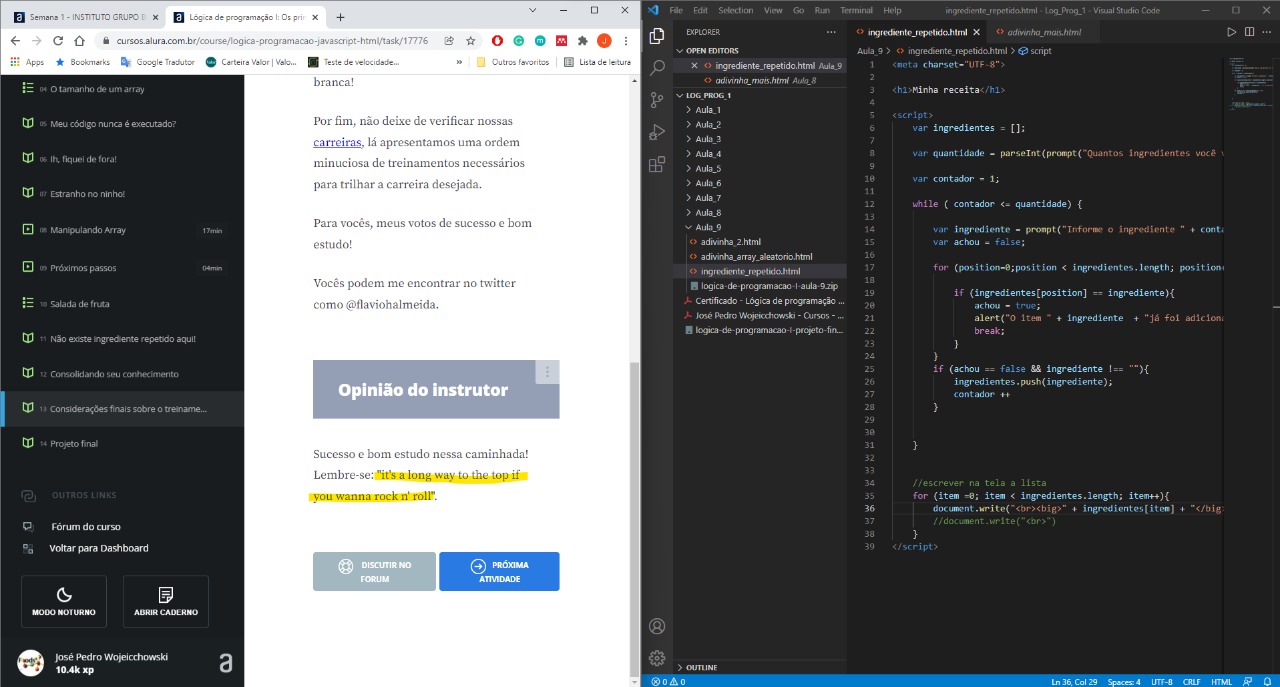 Semana 1 - INSTITUTO GRUPO B
Lógica de programação I: Os prin
cursos.alura.com.br/course/logica-programacao-javascript-html/task/17776
Apps
Bookmarks
Google Tradutor
Carteira Valor | Valo...
Teste de velocidade...
»
Outros favoritos
Lista de leitura
04 O tamanho de um array
05 Meu código nunca é executado?
06 Ih, fiquei de fora!
07 Estranho no ninho!
08 Manipulando Array 17min
09 Próximos passos 04min
10 Salada de fruta
11 Não existe ingrediente repetido aqui!
12 Consolidando seu conhecimento
13 Considerações finais sobre o treiname...
14 Projeto final
OUTROS LINKS
Fórum do curso
Voltar para Dashboard
MODO NOTURNO
ABRIR CADERNO
José Pedro Wojeicchowski
10.4k xp
a
branca!
Por fim, não deixe de verificar nossas
carreiras, lá apresentamos uma ordem
minuciosa de treinamentos necessários
para trilhar a carreira desejada.
Para vocês, meus votos de sucesso e bom
estudo!
Vocês podem me encontrar no twitter
como @flaviohalmeida.
Opinião do instrutor
Sucesso e bom estudo nessa caminhada!
Lembre-se: "it's a long way to the top if
you wanna rock n' roll".
DISCUTIR NO
FORUM
PRÓXIMA
ATIVIDADE
File Edit Selection View Go Run Terminal Help
ingrediente_repetido.html - Log_Prog_1 - Visual Studio Code
EXPLORER
OPEN EDITORS
ingrediente_repetido.html Aula_9
adivinha_mais.html Aula_8
LOG_PROG_1
Aula_1
Aula_2
Aula_3
Aula_4
Aula_5
Aula_6
Aula_7
Aula_8
Aula_9
adivinha_2.html
adivinha_array_aleatorio.html
ingrediente_repetido.html
logica-de-programacao-I-aula-9.zip
Certificado - Lógica de programação ...
José Pedro Wojeicchowski - Cursos - ...
logica-de-programacao-I-projeto-fin...
OUTLINE
ingrediente_repetido.html
adivinha_mais.html
Aula_9 > ingrediente_repetido.html > script
1 <meta charset="UTF-8">
2
3 <h1>Minha receita</h1>
4
5 <script>
6 var ingredientes = [];
7
8 var quantidade = parseInt(prompt("Quantos ingredientes você
9
10 var contador = 1;
11
12 while ( contador <= quantidade) {
13
14 var ingrediente = prompt("Informe o ingrediente " + conta
15 var achou = false;
16
17 for (position=0;position < ingredientes.length; position
18
19 if (ingredientes[position] == ingrediente){
20 achou = true;
21 alert("O item " + ingrediente + "já foi adiciona
22 break;
23 }
24 }
25 if (achou == false && ingrediente !== ""){
26 ingredientes.push(ingrediente);
27 contador ++
28 }
29
30
31 }
32
33
34 //escrever na tela a lista
35 for (item =0; item < ingredientes.length; item++){
36 document.write("<br><big>" + ingredientes[item] + "</big>
37 //document.write("<br>")
38 }
39 </script>
0 0
Ln 36, Col 29 Spaces: 4 UTF-8 CRLF HTML